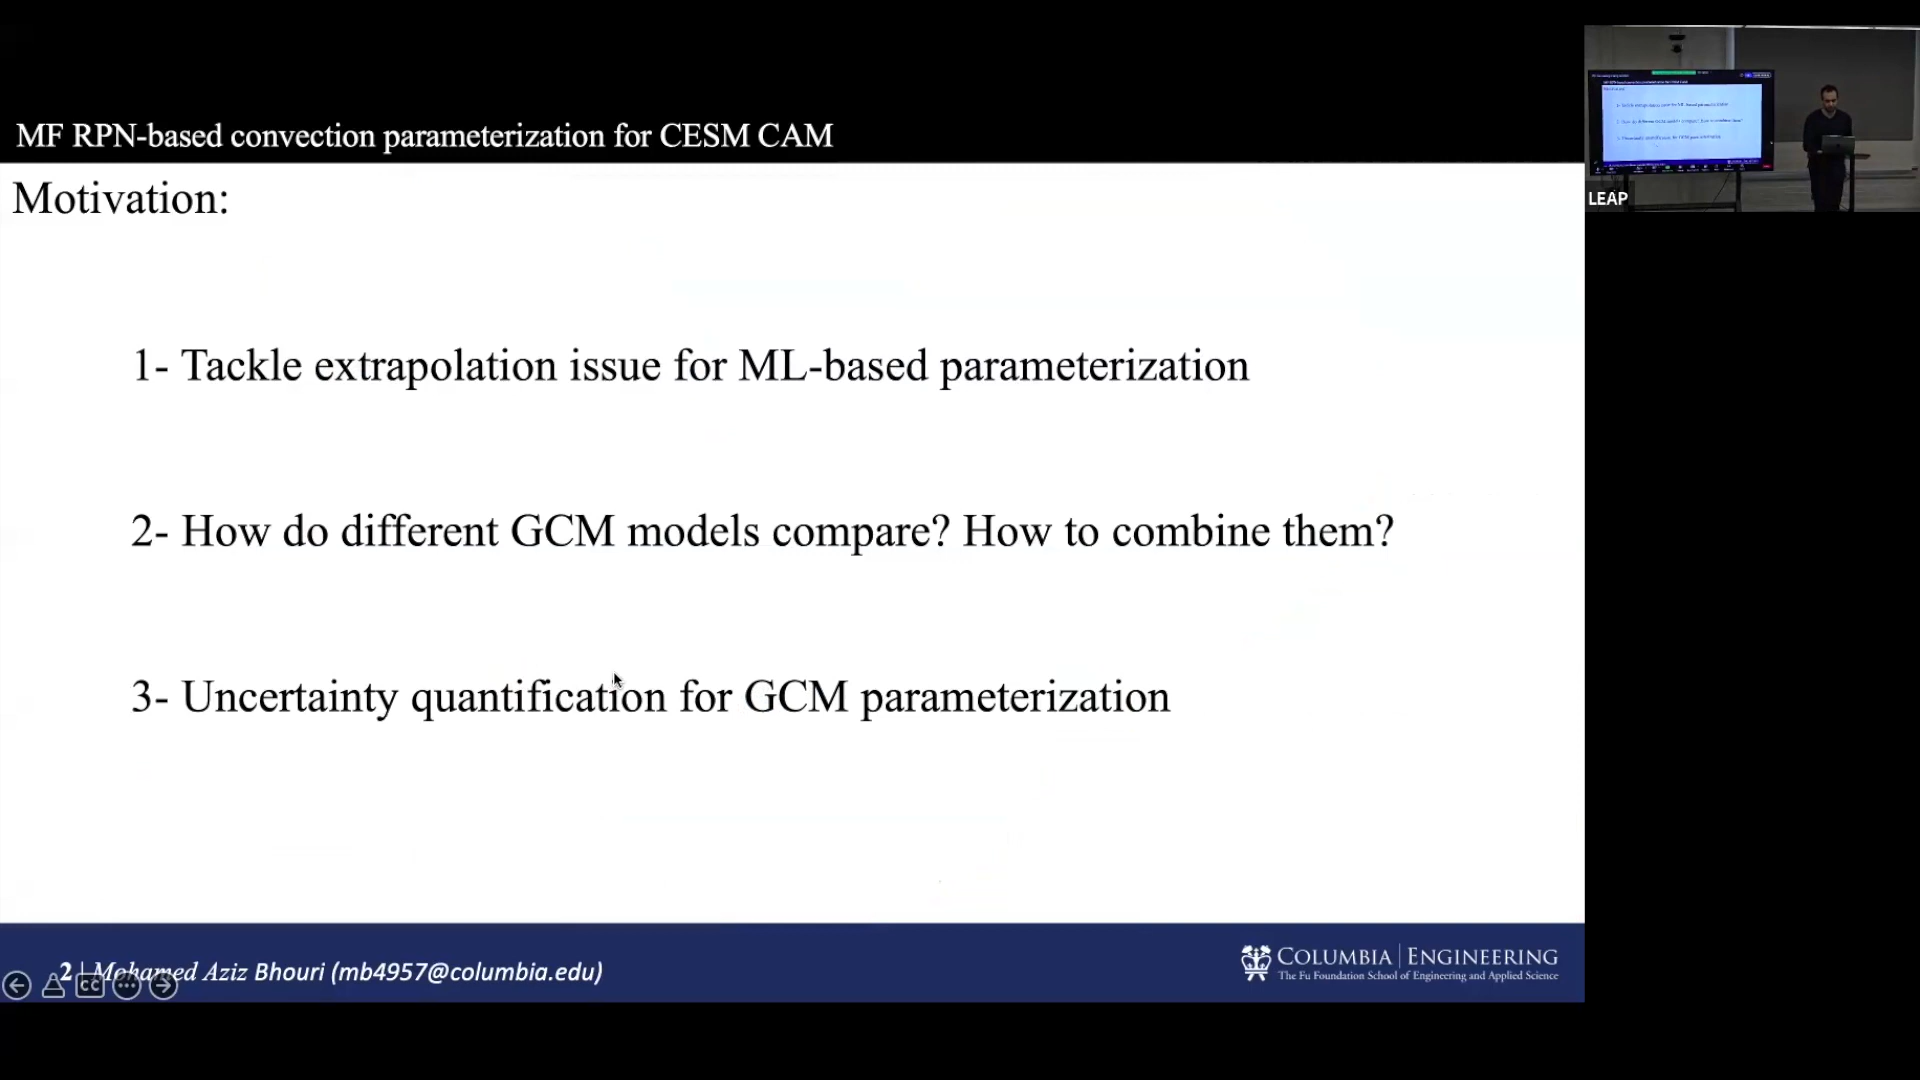 MF RPN-based convection parameterization for CESM CAM
Motivation:
1- Tackle extrapolation issue for ML-based parameterization
2- How do different GCM models compare? How to combine them?
3- Uncertainty quantification for GCM parameterization
2 | Mohamed Aziz Bhouri (mb4957@columbia.edu)
CC
COLUMBIA | ENGINEERING
The Fu Foundation School of Engineering and Applied Science
LEAP